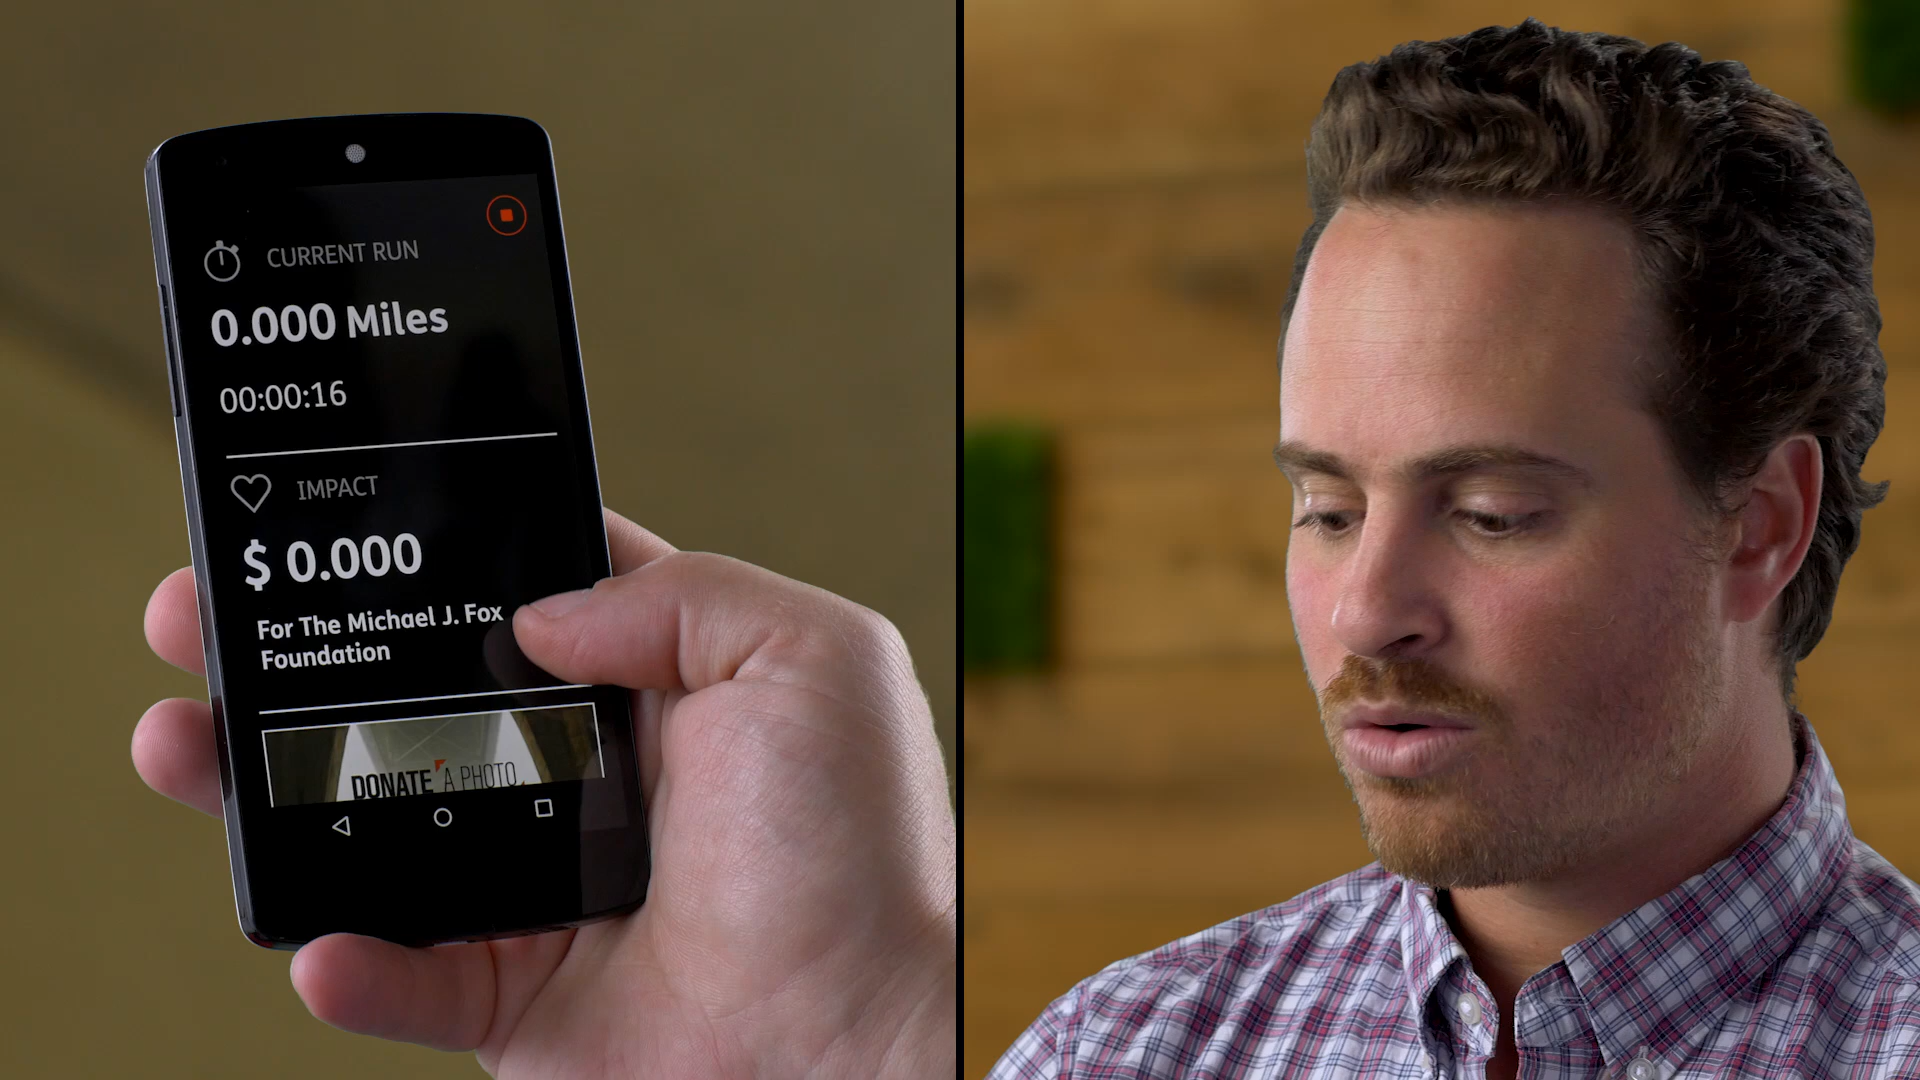 CURRENT RUN
0.000 Miles
00:00:16
IMPACT
$ 0.000
For The Michael J. Fox
Foundation
DONATE A PHOTO